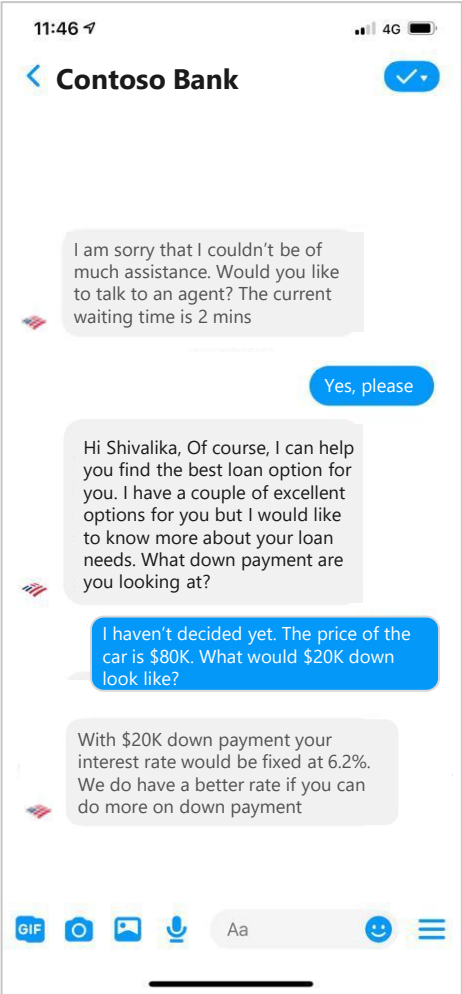 11:46
4G
Contoso Bank
I am sorry that I couldn't be of
much assistance. Would you like
to talk to an agent? The current
waiting time is 2 mins
Yes, please
Hi Shivalika, Of course, I can help
you find the best loan option for
you. I have a couple of excellent
options for you but I would like
to know more about your loan
needs. What down payment are
you looking at?
I haven't decided yet. The price of the
car is $80K. What would $20K down
look like?
With $20K down payment your
interest rate would be fixed at 6.2%.
We do have a better rate if you can
do more on down payment
GIF
Aa